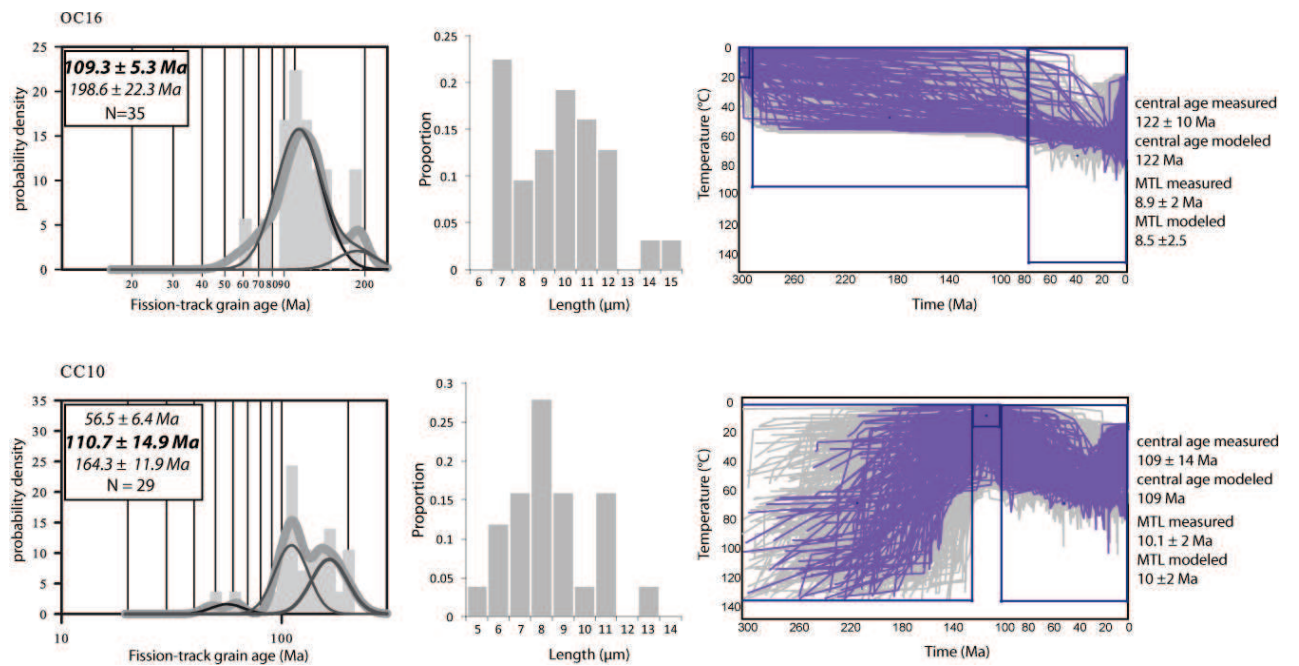 OC16
25
20
15
10
5
0
probability density
109.3 ± 5.3 Ma
198.6 ± 22.3 Ma
N=35
20 30 40 50 60 70 80 90 200
Fission-track grain age (Ma)
0.25
0.2
0.15
0.1
0.05
0
Proportion
6 7 8 9 10 11 12 13 14 15
Length (µm)
0
20
40
60
80
100
120
140
Temperature (°C)
300 260 220 180 140 100 80 60 40 20 0
Time (Ma)
central age measured
122 ± 10 Ma
central age modeled
122 Ma
MTL measured
8.9 ± 2 Ma
MTL modeled
8.5 ±2.5
CC10
35
30
25
20
15
10
5
0
probability density
56.5 ± 6.4 Ma
110.7 ± 14.9 Ma
164.3 ± 11.9 Ma
N = 29
10 100
Fission-track grain age (Ma)
0.3
0.25
0.2
0.15
0.1
0.05
0
Proportion
5 6 7 8 9 10 11 12 13 14
Length (µm)
0
20
40
60
80
100
120
140
Temperature (°C)
300 260 220 180 140 100 80 60 40 20 0
Time (Ma)
central age measured
109 ± 14 Ma
central age modeled
109 Ma
MTL measured
10.1 ± 2 Ma
MTL modeled
10 ±2 Ma